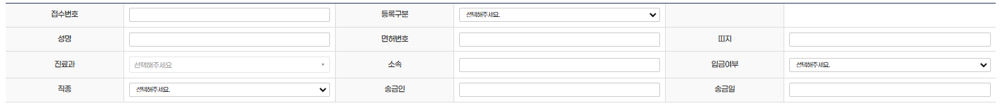 접수번호
등록구분 선택해주세요.
성명 면허번호 띠지
진료과 선택해주세요 소속 입금여부 선택해주세요.
직종 선택해주세요. 송금인 송금일